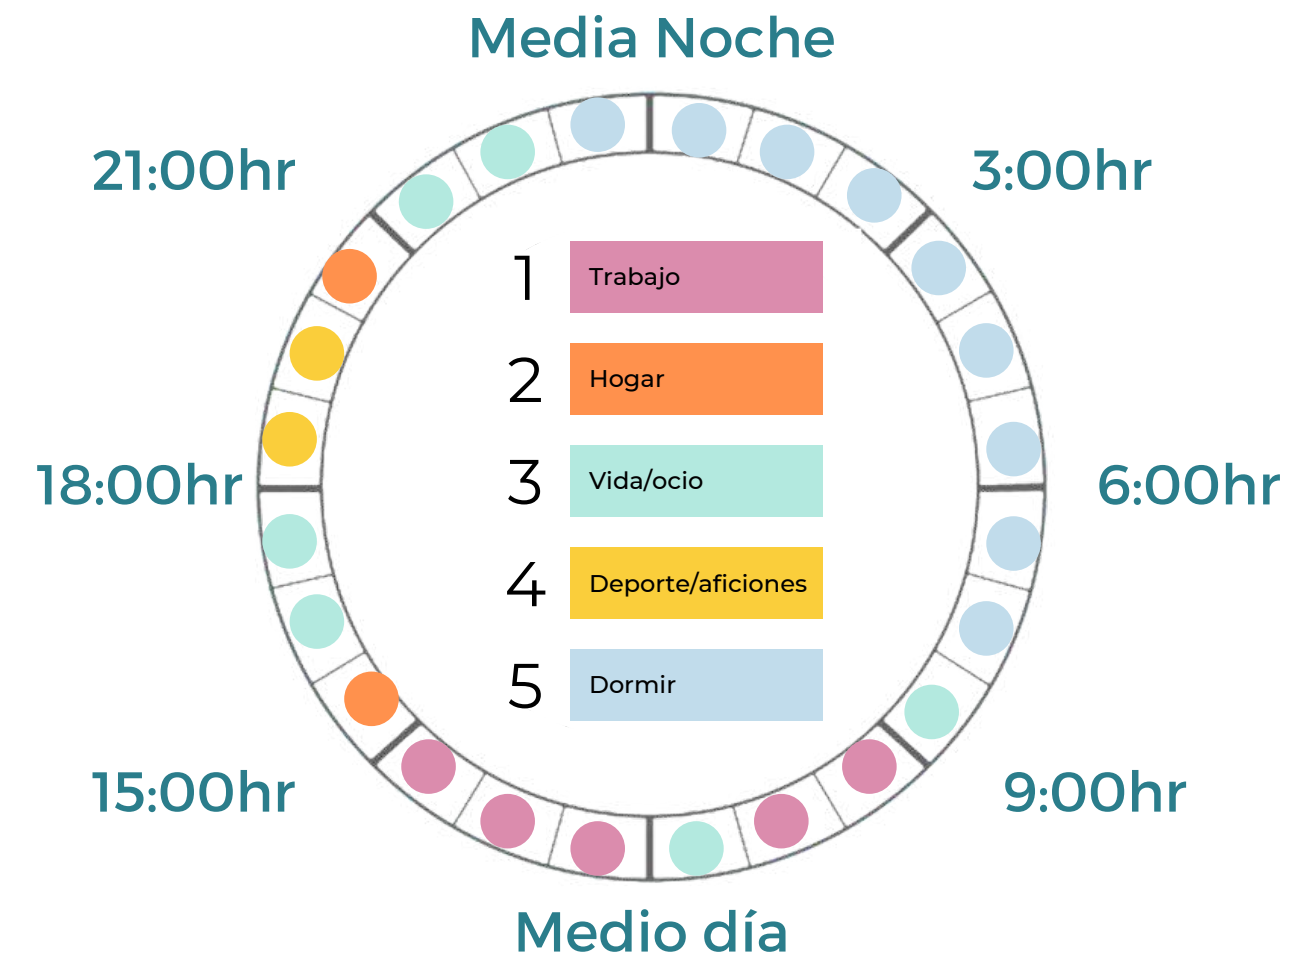 Media Noche
21:00hr
3:00hr
1 Trabajo
2 Hogar
3 Vida/ocio
18:00hr
6:00hr
4 Deporte/aficiones
5 Dormir
15:00hr
9:00hr
Medio día